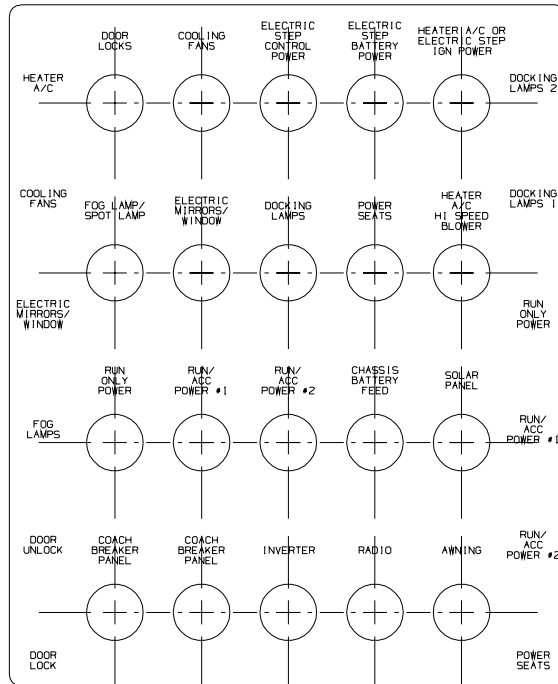 DOOR
LOCKS
COOLING
FANS
ELECTRIC
STEP
CONTROL
POWER
ELECTRIC
STEP
BATTERY
POWER
HEATER A/C OR
ELECTRIC STEP
IGN POWER
HEATER
A/C
DOCKING
LAMPS 2
COOLING
FANS
FOG LAMP/
SPOT LAMP
ELECTRIC
MIRRORS/
WINDOW
DOCKING
LAMPS
POWER
SEATS
HEATER
A/C
HI SPEED
BLOWER
DOCKING
LAMPS 1
ELECTRIC
MIRRORS/
WINDOW
RUN
ONLY
POWER
RUN
ONLY
POWER
RUN/
ACC
POWER #1
RUN/
ACC
POWER #2
CHASSIS
BATTERY
FEED
SOLAR
PANEL
FOG
LAMPS
RUN/
ACC
POWER #1
DOOR
UNLOCK
COACH
BREAKER
PANEL
COACH
BREAKER
PANEL
INVERTER
RADIO
AWNING
RUN/
ACC
POWER #2
DOOR
LOCK
POWER
SEATS